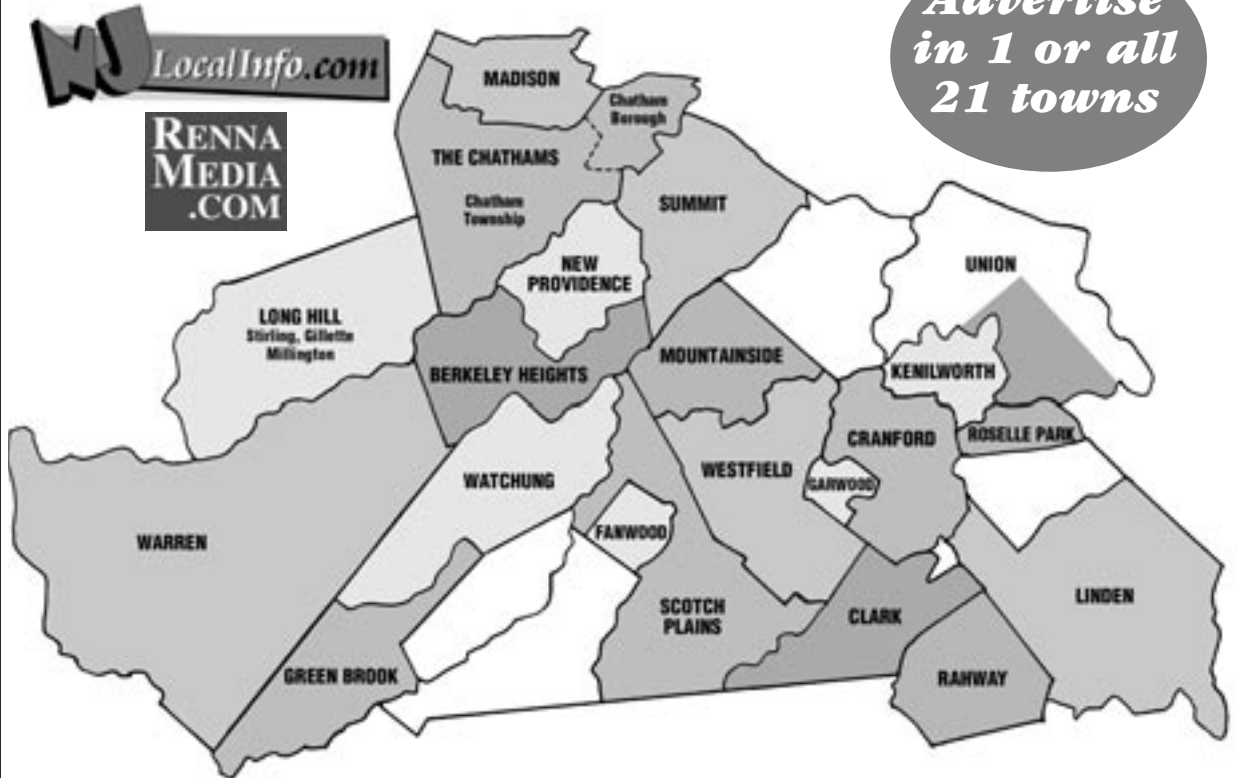 NJ LocalInfo.com
RENNA
MEDIA
.COM
Advertise
in 1 or all
21 towns
MADISON
Chatham
Borough
THE CHATHAMS
Chatham
Township
SUMMIT
NEW
PROVIDENCE
UNION
LONG HILL
Stirling, Gillette
Millington
BERKELEY HEIGHTS
MOUNTAINSIDE
KENILWORTH
CRANFORD
ROSELLE PARK
WATCHUNG
WESTFIELD
GARWOOD
WARREN
FANWOOD
SCOTCH
PLAINS
CLARK
LINDEN
GREEN BROOK
RAHWAY